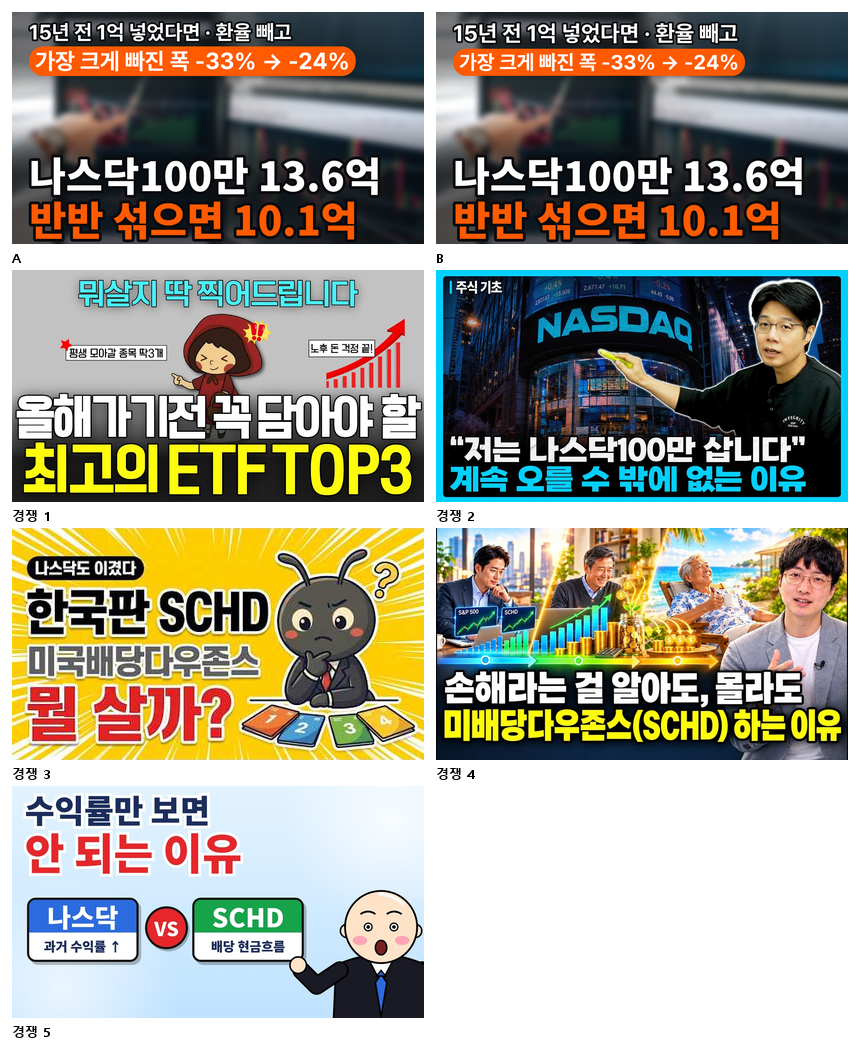 15년 전 1억 넣었다면 · 환율 빼고
가장 크게 빠진 폭 -33% → -24%
나스닥100만 13.6억
반반 섞으면 10.1억
A
15년 전 1억 넣었다면 · 환율 빼고
가장 크게 빠진 폭 -33% → -24%
나스닥100만 13.6억
반반 섞으면 10.1억
B
뭐살지 딱 찍어드립니다
평생 모아갈 종목 딱3개
노후 돈 걱정 끝!
올해가기전 꼭 담아야 할
최고의 ETF TOP3
경쟁 1
주식 기초
NASDAQ
INTEGRITY
“저는 나스닥100만 삽니다”
계속 오를 수 밖에 없는 이유
경쟁 2
나스닥도 이겼다
한국판 SCHD
미국배당다우존스
뭘 살까?
1 2 3 4
경쟁 3
S&P 500
SCHD
손해라는 걸 알아도, 몰라도
미배당다우존스(SCHD) 하는 이유
경쟁 4
수익률만 보면
안 되는 이유
나스닥
VS
SCHD
과거 수익률 ↑
배당 현금흐름
경쟁 5